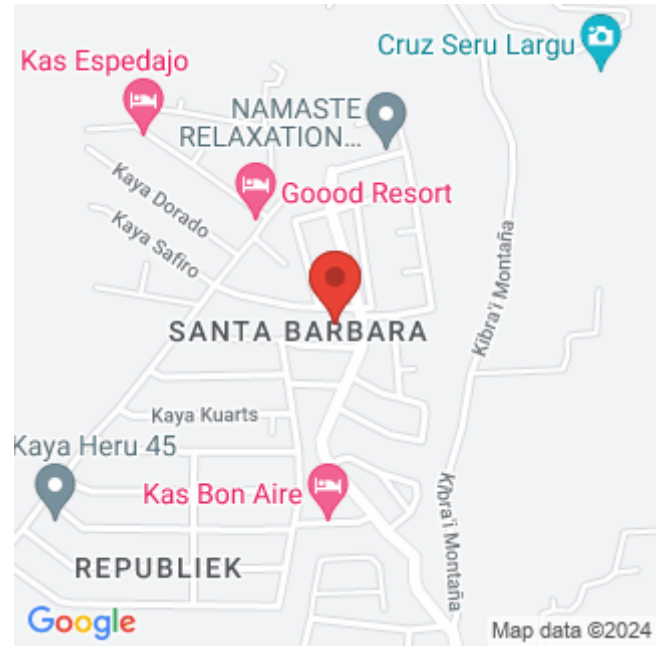 Cruz Seru Largu
Kas Espedajo
NAMASTE
RELAXATION...
Kaya Dorado
Goood Resort
Kaya Safiro
Kibra'i Montaña
SANTA BARBARA
Kaya Kuarts
Kaya Heru 45
Kas Bon Aire
Kibra'i Montaña
REPUBLIEK
Google
Map data ©2024